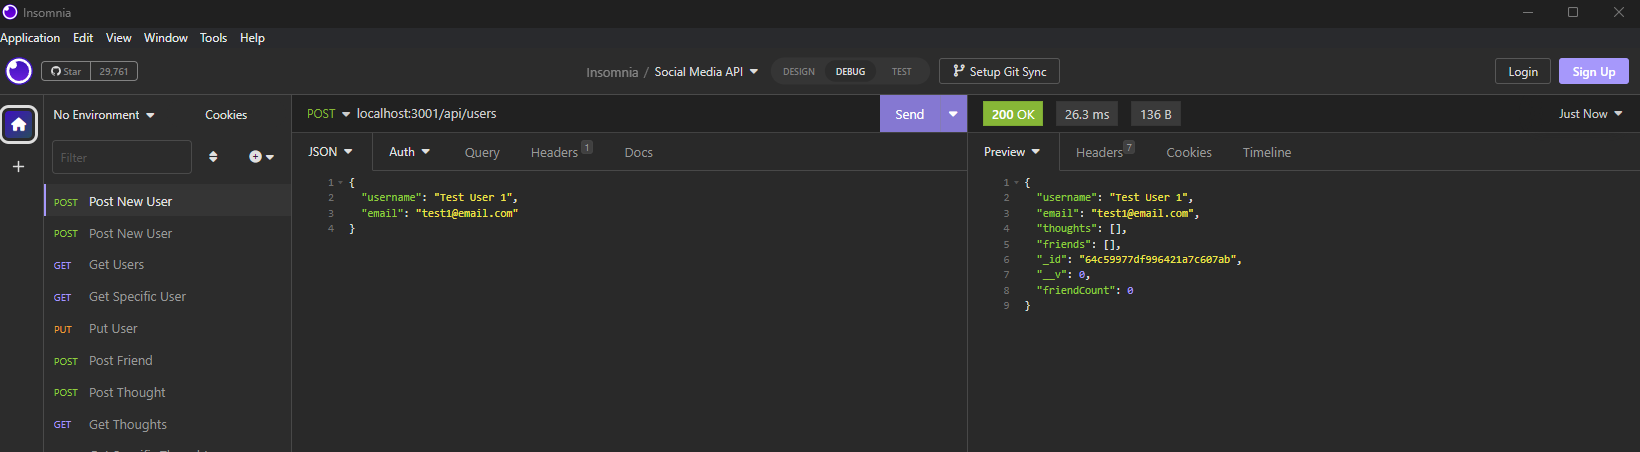 Insomnia
Application Edit View Window Tools Help
Star 29,761
Insomnia / Social Media API
DESIGN DEBUG TEST
Setup Git Sync
Login
Sign Up
No Environment
Cookies
Filter
POST Post New User
POST Post New User
GET Get Users
GET Get Specific User
PUT Put User
POST Post Friend
POST Post Thought
GET Get Thoughts
POST localhost:3001/api/users
Send
JSON Auth Query Headers 1 Docs
1 {
2 "username": "Test User 1",
3 "email": "test1@email.com"
4 }
200 OK 26.3 ms 136 B
Just Now
Preview Headers 7 Cookies Timeline
1 {
2 "username": "Test User 1",
3 "email": "test1@email.com",
4 "thoughts": [],
5 "friends": [],
6 "_id": "64c59977df996421a7c607ab",
7 "__v": 0,
8 "friendCount": 0
9 }